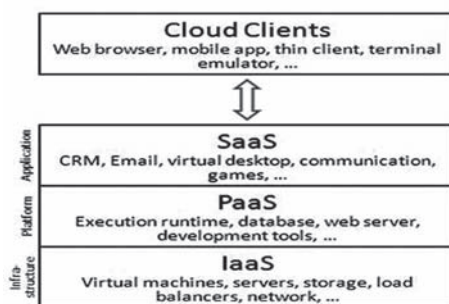 Cloud Clients
Web browser, mobile app, thin client, terminal
emulator, ...
Application
SaaS
CRM, Email, virtual desktop, communication,
games, ...
Platform
PaaS
Execution runtime, database, web server,
development tools, ...
Infra-
structure
IaaS
Virtual machines, servers, storage, load
balancers, network, ...